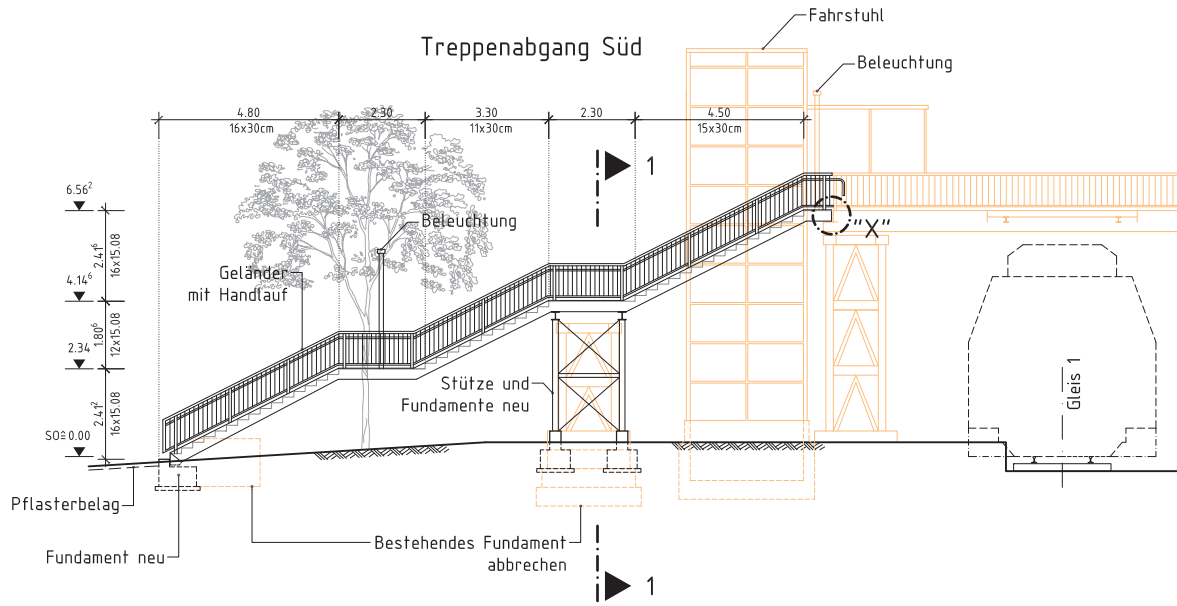 Fahrstuhl
Treppenabgang Süd
Beleuchtung
4.80
16x30cm
2.30
3.30
11x30cm
2.30
4.50
15x30cm
1
6.56²
Beleuchtung
"X"
2.41⁶
16x15.08
Geländer
mit Handlauf
4.14⁶
1.80⁶
12x15.08
2.34
Stütze und
Fundamente neu
Gleis 1
2.41²
16x15.08
SO≙0.00
Pflasterbelag
Fundament neu
Bestehendes Fundament
abbrechen
1